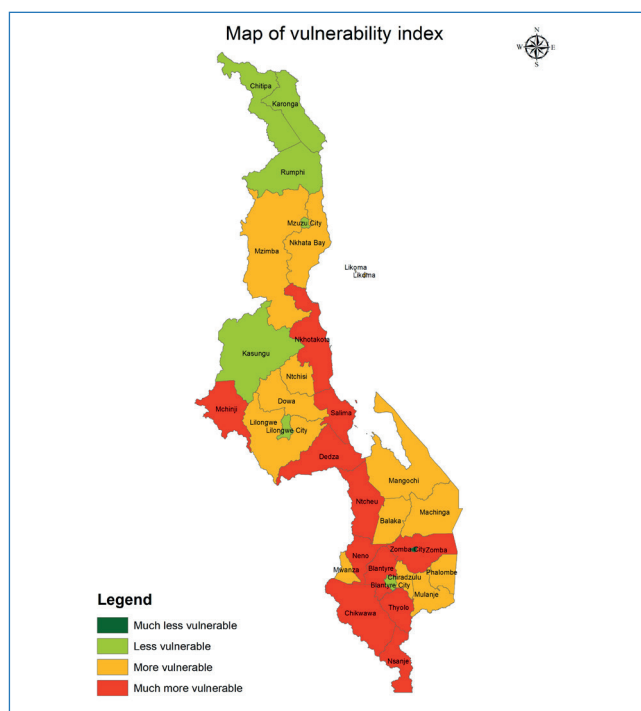 Map of vulnerability index
N
W E
S
Chitipa
Karonga
Rumphi
Mzuzu City
Mzimba
Nkhata Bay
Likoma
Likoma
Nkhotakota
Kasungu
Ntchisi
Dowa
Mchinji
Salima
Lilongwe
Lilongwe City
Dedza
Mangochi
Ntcheu
Machinga
Balaka
Zomba City
Zomba
Neno
Mwanza
Blantyre
Phalombe
Chiradzulu
Blantyre City
Mulanje
Thyolo
Chikwawa
Nsanje
Legend
Much less vulnerable
Less vulnerable
More vulnerable
Much more vulnerable